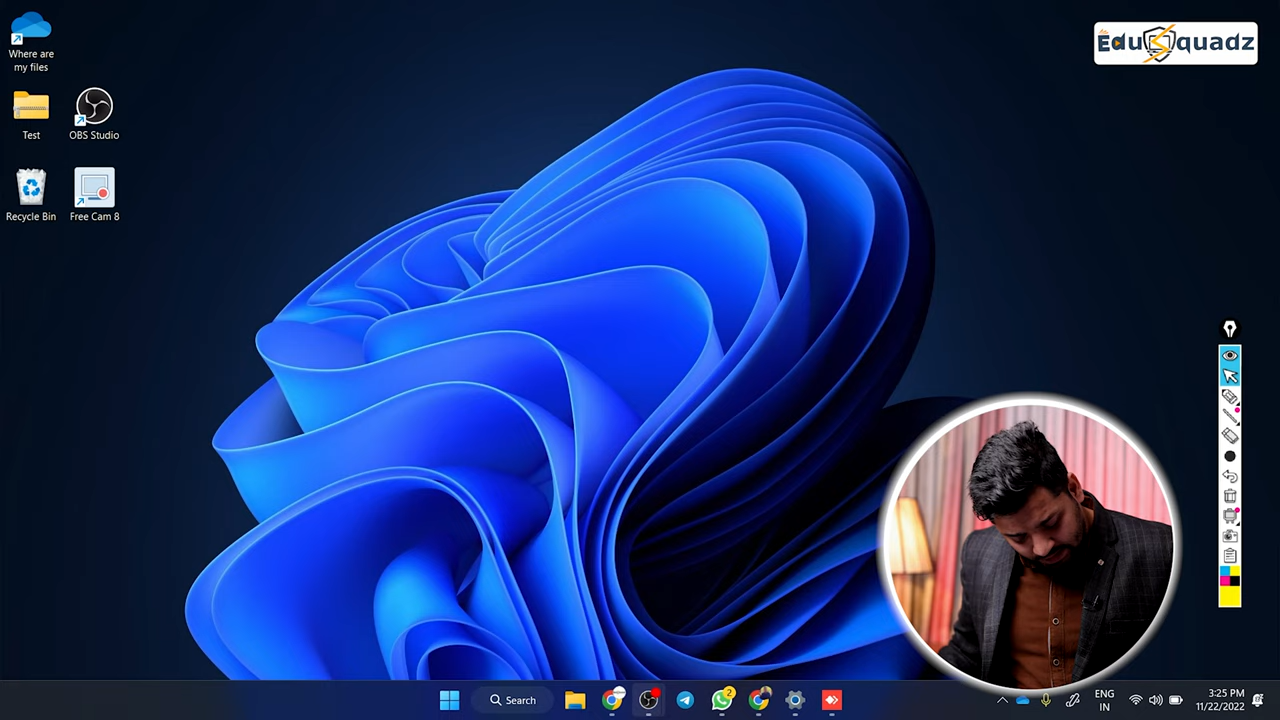 Where are
my files
EduSquadz
Test
OBS Studio
Recycle Bin
Free Cam 8
Search
2
ENG
IN
3:25 PM
11/22/2022